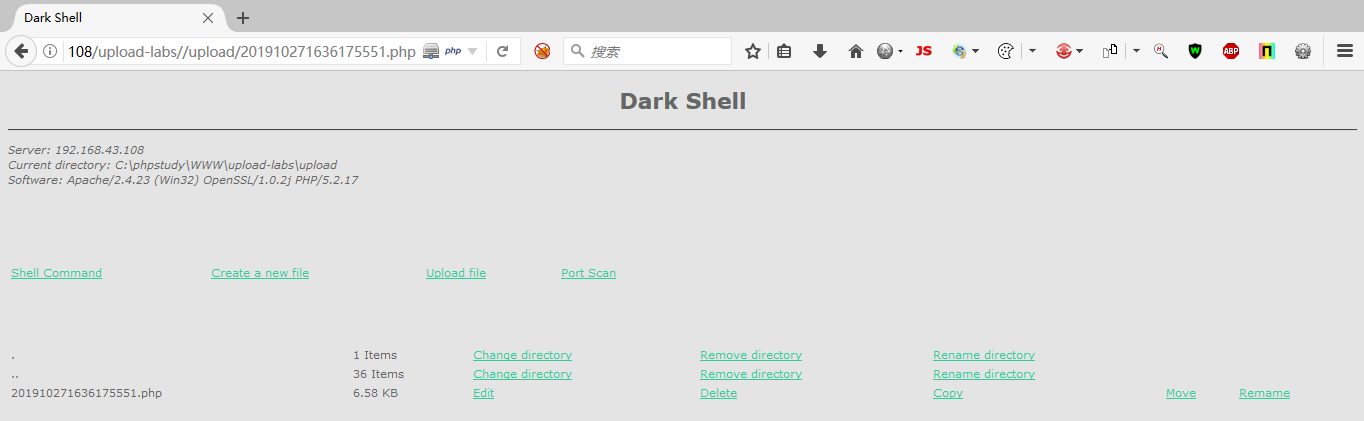 Dark Shell
108/upload-labs//upload/201910271636175551.php php 搜索 JS ABP
Dark Shell
Server: 192.168.43.108
Current directory: C:\phpstudy\WWW\upload-labs\upload
Software: Apache/2.4.23 (Win32) OpenSSL/1.0.2j PHP/5.2.17
Shell Command Create a new file Upload file Port Scan
. 1 Items Change directory Remove directory Rename directory
.. 36 Items Change directory Remove directory Rename directory
201910271636175551.php 6.58 KB Edit Delete Copy Move Rename